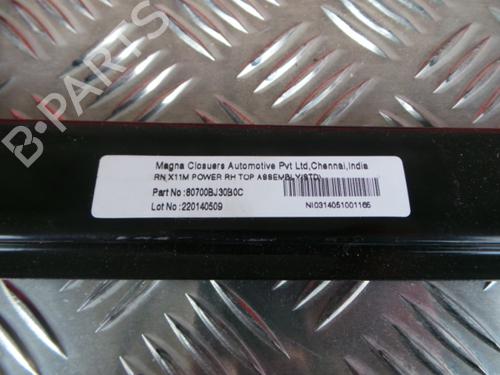 B-PARTS
Magna Closuers Automotive Pvt Ltd,Chennai,India
RN X11M POWER RH TOP ASSEMBLY(STD)
Part No :80700BJ30B0C
Lot No :220140509
NI0314051001166